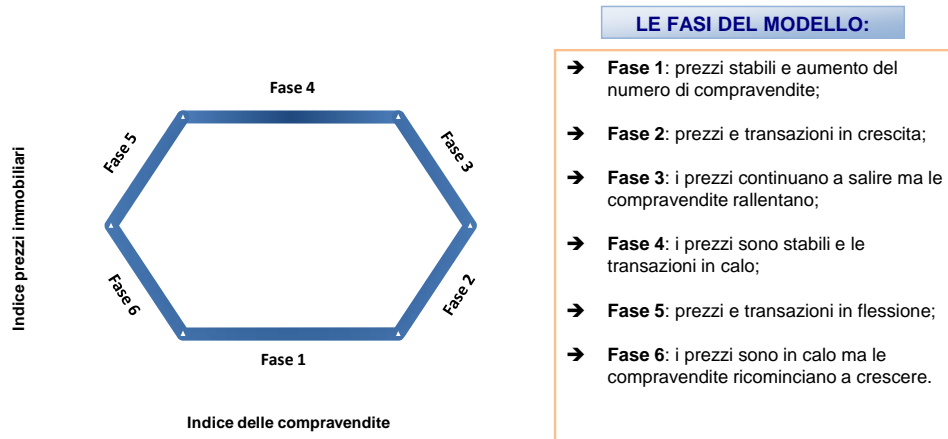 LE FASI DEL MODELLO:
Fase 4
Fase 5
Fase 3
Indice prezzi immobiliari
Fase 6
Fase 2
Fase 1
Indice delle compravendite
➔ Fase 1: prezzi stabili e aumento del
numero di compravendite;
➔ Fase 2: prezzi e transazioni in crescita;
➔ Fase 3: i prezzi continuano a salire ma le
compravendite rallentano;
➔ Fase 4: i prezzi sono stabili e le
transazioni in calo;
➔ Fase 5: prezzi e transazioni in flessione;
➔ Fase 6: i prezzi sono in calo ma le
compravendite ricominciano a crescere.